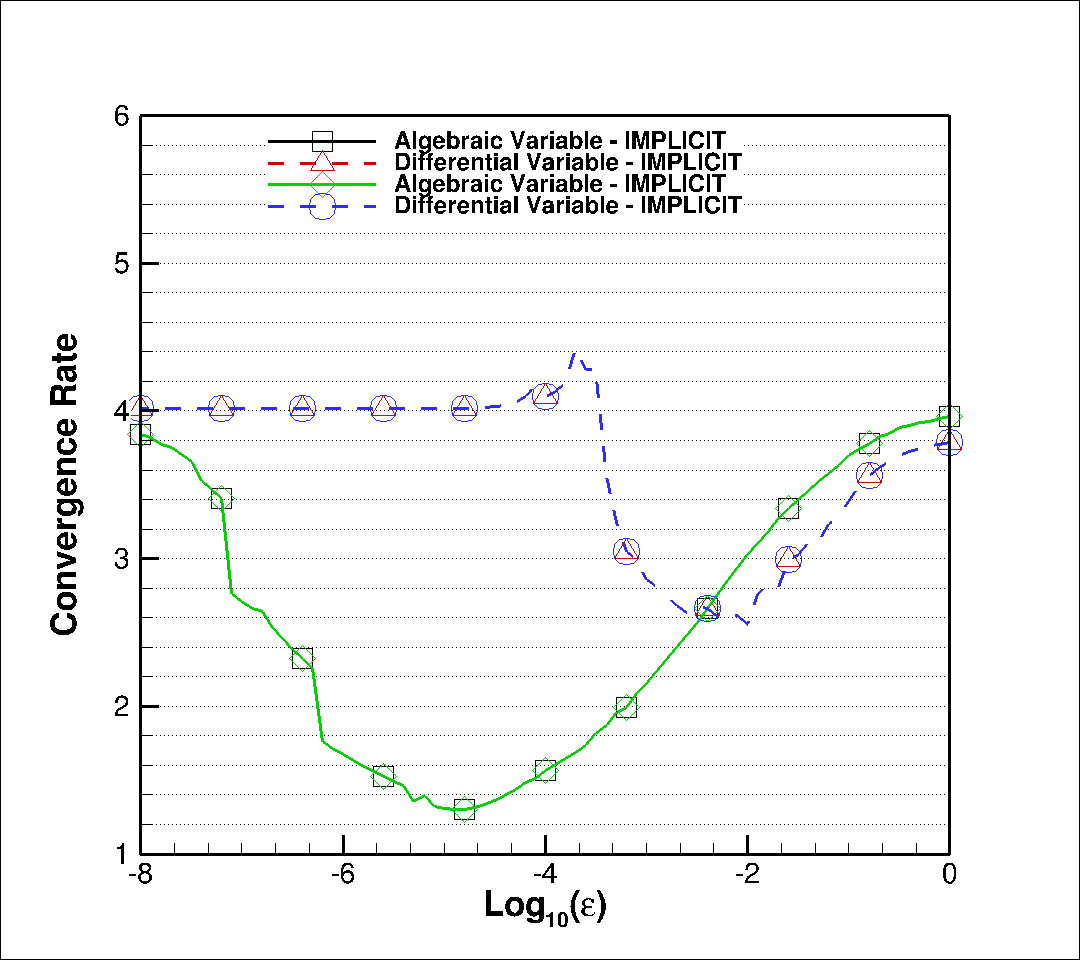 Algebraic Variable - IMPLICIT
Differential Variable - IMPLICIT
Algebraic Variable - IMPLICIT
Differential Variable - IMPLICIT
6
5
4
3
2
1
Convergence Rate
-8 -6 -4 -2 0
Log10(ε)